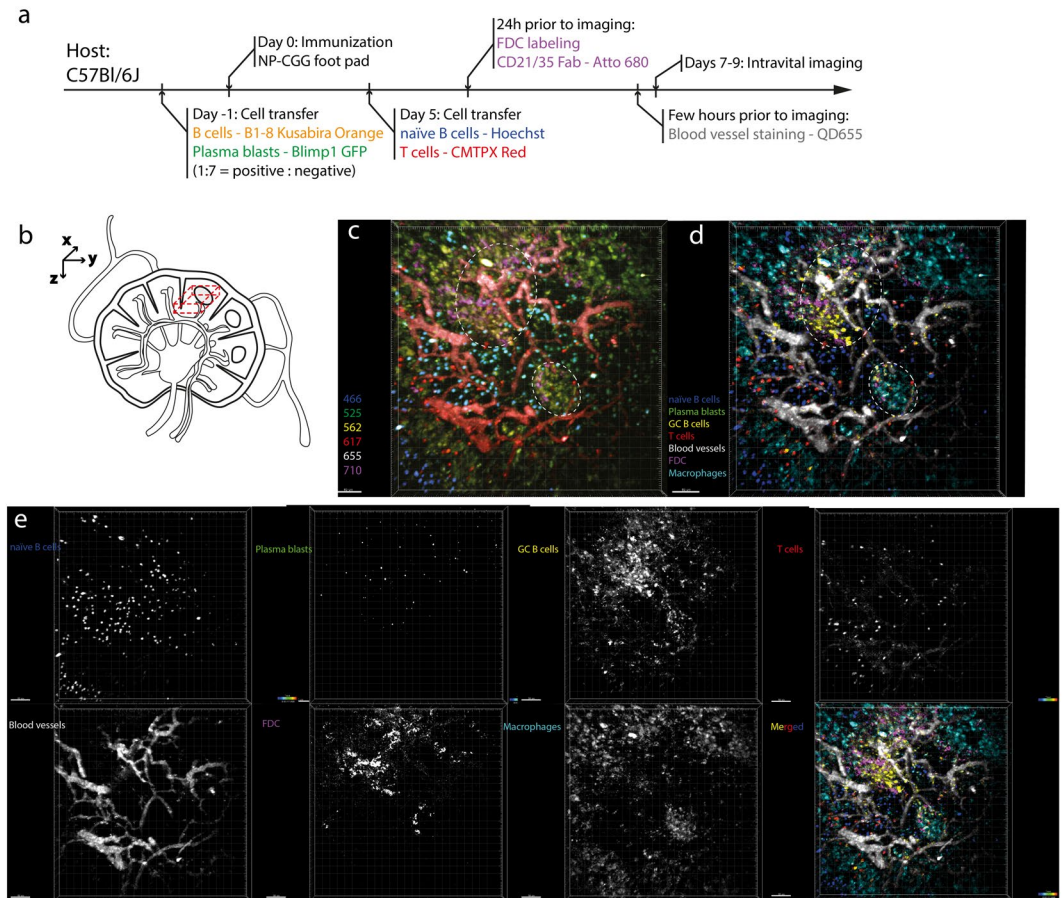 a
Host:
C57Bl/6J
Day 0: Immunization
NP-CGG foot pad
24h prior to imaging:
FDC labeling
CD21/35 Fab - Atto 680
Days 7-9: Intravital imaging
Day -1: Cell transfer
B cells - B1-8 Kusabira Orange
Plasma blasts - Blimp1 GFP
(1:7 = positive : negative)
Day 5: Cell transfer
naïve B cells - Hoechst
T cells - CMTPX Red
Few hours prior to imaging:
Blood vessel staining - QD655
b
x
y
z
c
466
525
562
617
655
710
d
naïve B cells
Plasma blasts
GC B cells
T cells
Blood vessels
FDC
Macrophages
e
naïve B cells
Plasma blasts
GC B cells
T cells
Blood vessels
FDC
Macrophages
Merged